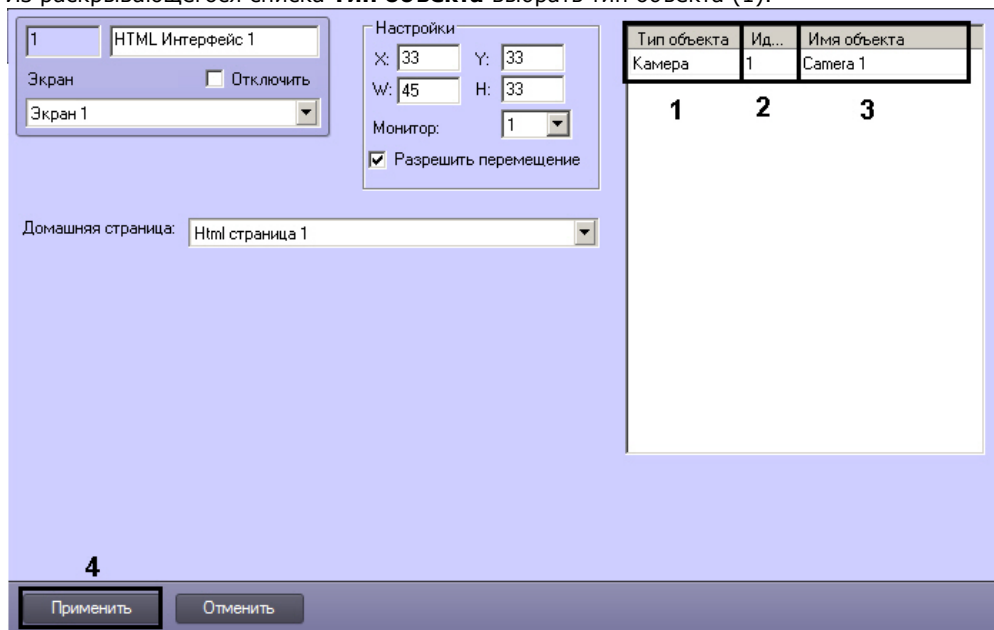 из раскрывающегося списка Тип объекта выбрать тип объекта (1).
1
HTML Интерфейс 1
Экран
Отключить
Экран 1
Настройки
X: 33 Y: 33
W: 45 H: 33
Монитор: 1
Разрешить перемещение
Домашняя страница: Html страница 1
Тип объекта Ид... Имя объекта
Камера 1 Camera 1
1 2 3
4
Применить Отменить